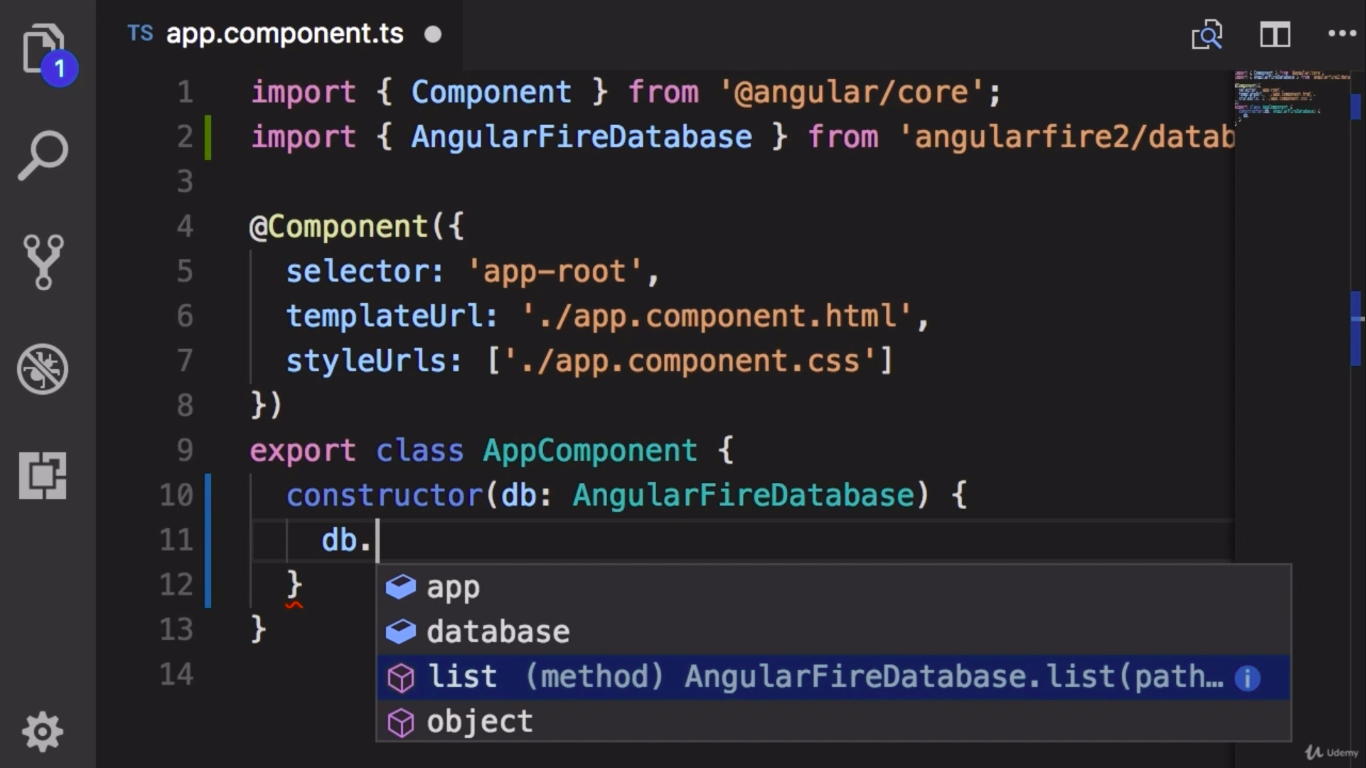 TS app.component.ts
1
1 import { Component } from '@angular/core';
2 import { AngularFireDatabase } from 'angularfire2/datab
3
4 @Component({
5 selector: 'app-root',
6 templateUrl: './app.component.html',
7 styleUrls: ['./app.component.css']
8 })
9 export class AppComponent {
10 constructor(db: AngularFireDatabase) {
11 db.
12 }
13 }
14
app
database
list (method) AngularFireDatabase.list(path…
object
Udemy